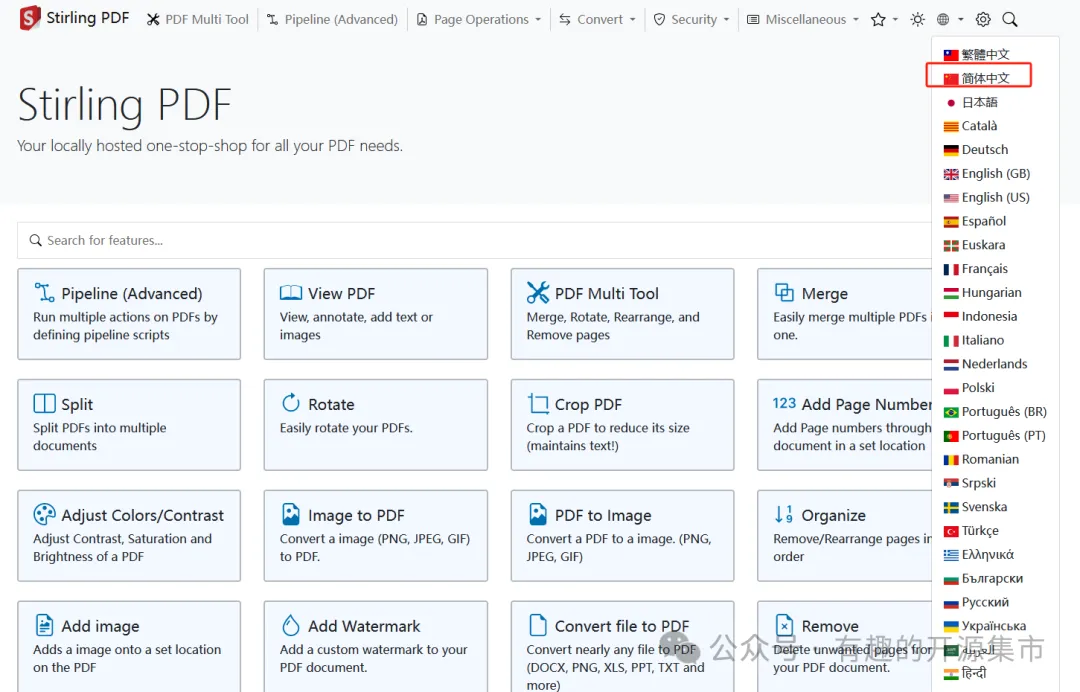 Stirling PDF
PDF Multi Tool
Pipeline (Advanced)
Page Operations
Convert
Security
Miscellaneous
Stirling PDF
Your locally hosted one-stop-shop for all your PDF needs.
Search for features...
Pipeline (Advanced)
Run multiple actions on PDFs by
defining pipeline scripts
View PDF
View, annotate, add text or
images
PDF Multi Tool
Merge, Rotate, Rearrange, and
Remove pages
Merge
Easily merge multiple PDFs
one.
Split
Split PDFs into multiple
documents
Rotate
Easily rotate your PDFs.
Crop PDF
Crop a PDF to reduce its size
(maintains text!)
123 Add Page Number
Add Page numbers through
document in a set location
Adjust Colors/Contrast
Adjust Contrast, Saturation and
Brightness of a PDF
Image to PDF
Convert a image (PNG, JPEG, GIF)
to PDF.
PDF to Image
Convert a PDF to a image. (PNG,
JPEG, GIF)
Organize
Remove/Rearrange pages in
order
Add image
Adds a image onto a set location
on the PDF
Add Watermark
Add a custom watermark to your
PDF document.
Convert file to PDF
Convert nearly any file to PDF
(DOCX, PNG, XLS, PPT, TXT and
more)
Remove
Delete unwanted pages from
your PDF document.
繁體中文
简体中文
日本語
Català
Deutsch
English (GB)
English (US)
Español
Euskara
Français
Hungarian
Indonesia
Italiano
Nederlands
Polski
Português (BR)
Português (PT)
Romanian
Srpski
Svenska
Türkçe
Ελληνικά
Български
Русский
Українська
العربية
हिन्दी
公众号 · 有趣的开源集市